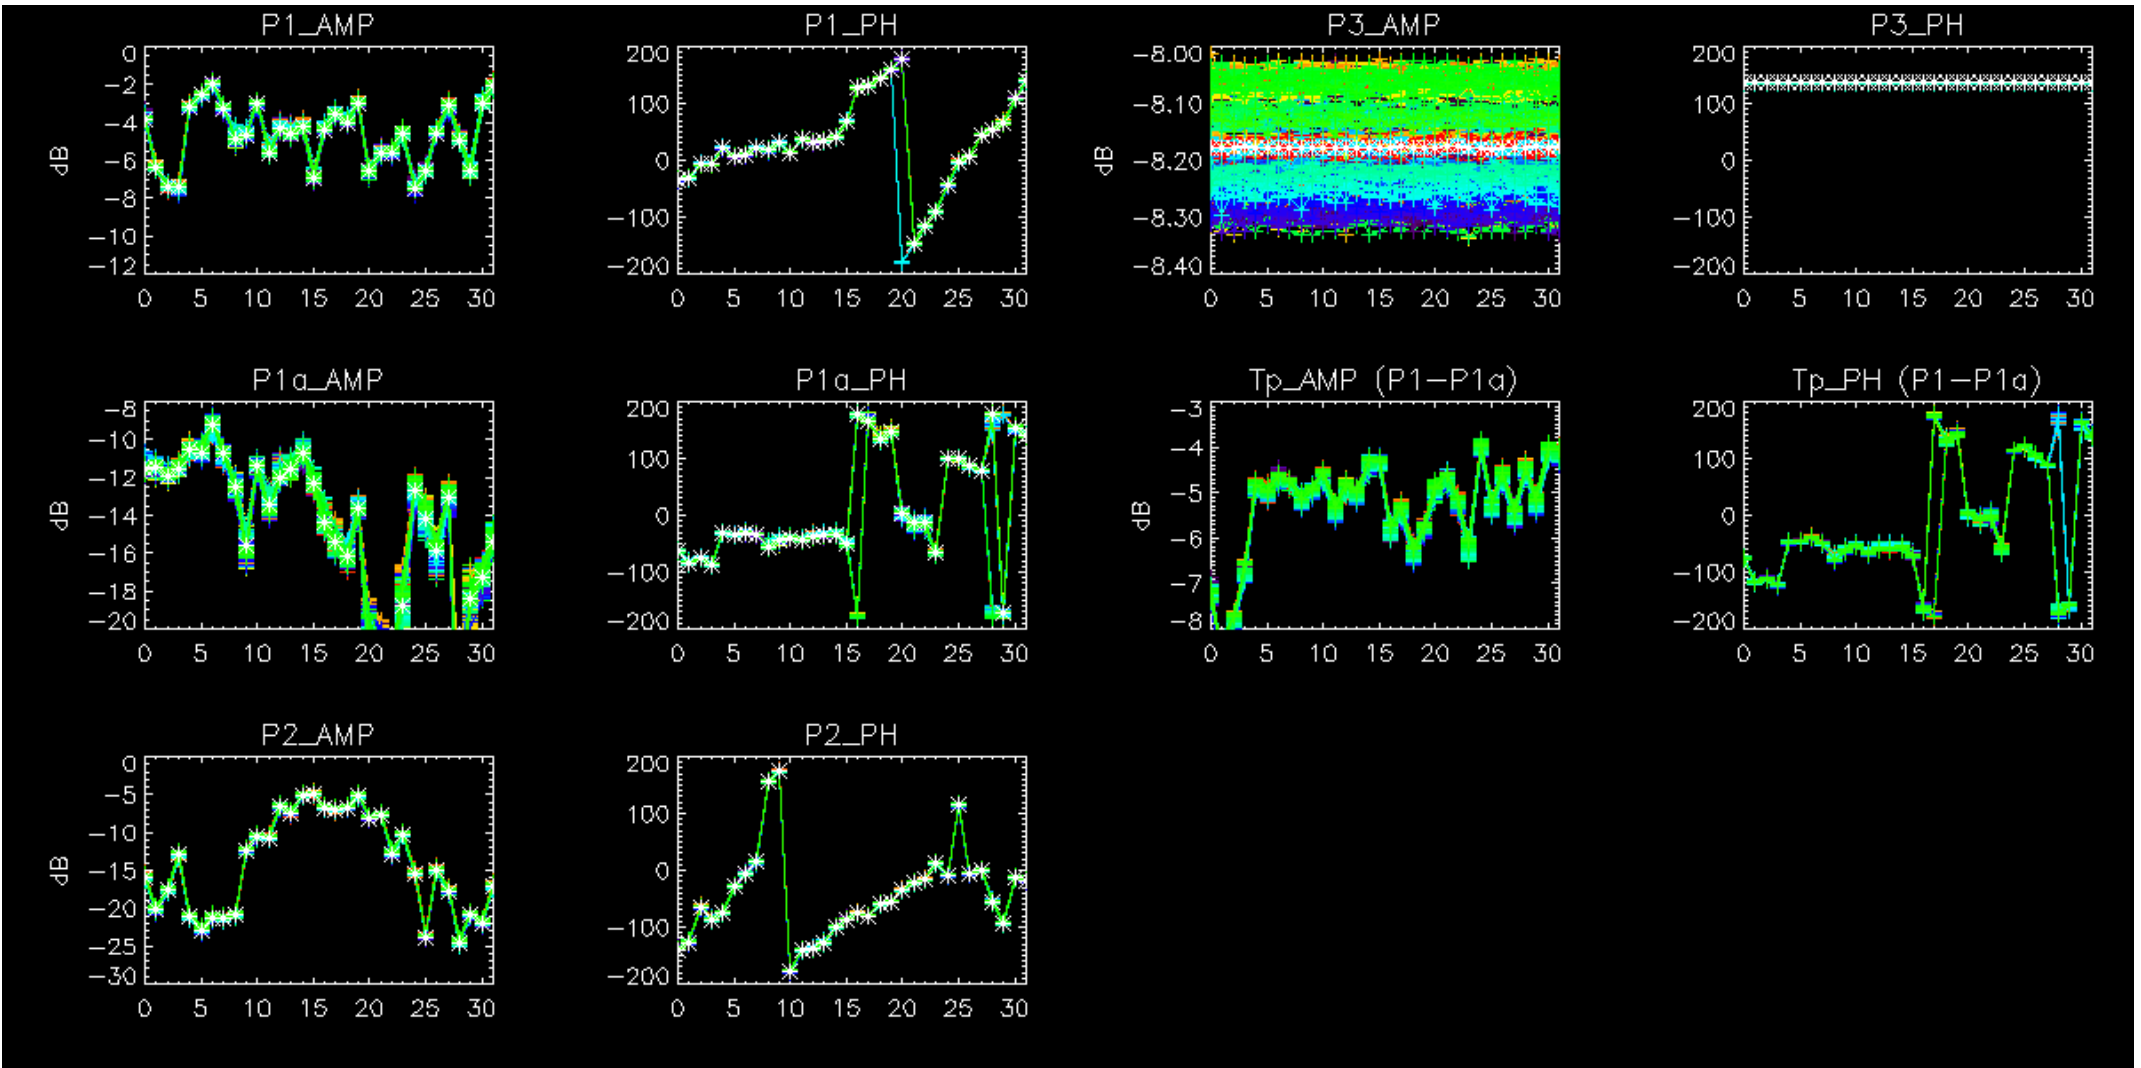 P1_AMP P1_PH P3_AMP P3_PH
0 200 -8.00 200
-2 100 -8.10 100
-4 0 -8.20 0
-6 -100 -8.30 -100
-8 -200 -8.40 -200
-10
-12
dB dB
0 5 10 15 20 25 30 0 5 10 15 20 25 30 0 5 10 15 20 25 30 0 5 10 15 20 25 30
P1a_AMP P1a_PH Tp_AMP (P1-P1a) Tp_PH (P1-P1a)
-8 200 -3 200
-10 100 -4 100
-12 0 -5 0
-14 -100 -6 -100
-16 -200 -7 -200
-18 -8
-20
dB dB
0 5 10 15 20 25 30 0 5 10 15 20 25 30 0 5 10 15 20 25 30 0 5 10 15 20 25 30
P2_AMP P2_PH
0 200
-5 100
-10 0
-15 -100
-20 -200
-25
-30
dB
0 5 10 15 20 25 30 0 5 10 15 20 25 30